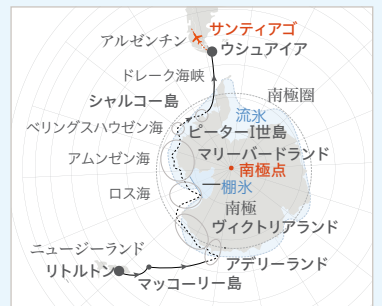 サンティアゴ
アルゼンチン
ウシュアイア
ドレーク海峡
南極圏
シャルコー島
流氷
ベリングスハウゼン海
ピーターI世島
アムンゼン海
マリーバードランド
南極点
棚氷
ロス海
南極
ヴィクトリアランド
ニュージーランド
アデリーランド
リトルトン
マッコーリー島